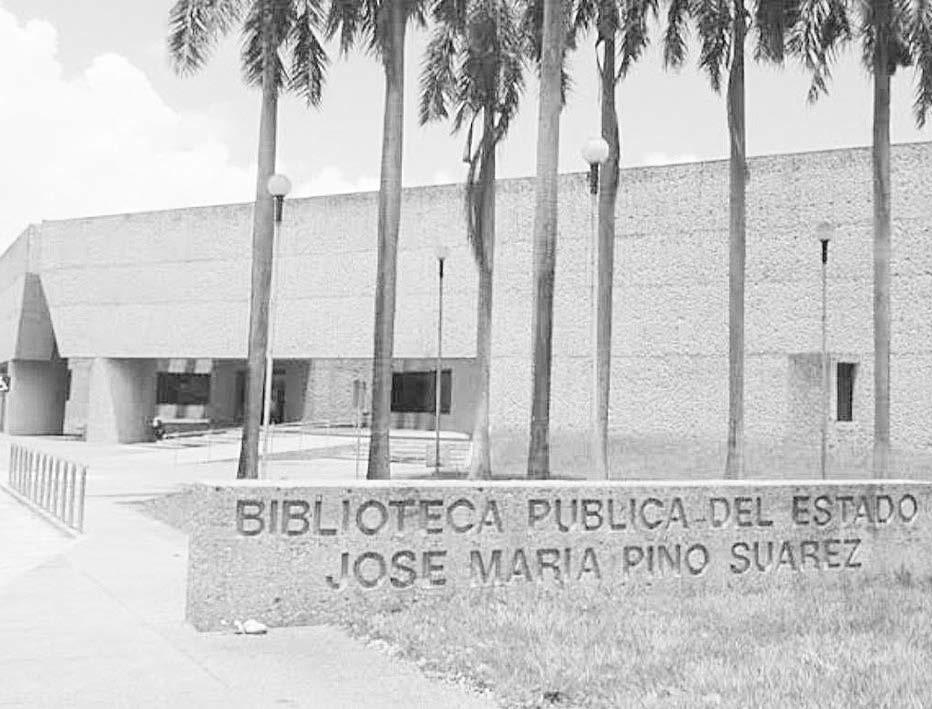 BIBLIOTECA PUBLICA DEL ESTADO
JOSE MARIA PINO SUAREZ